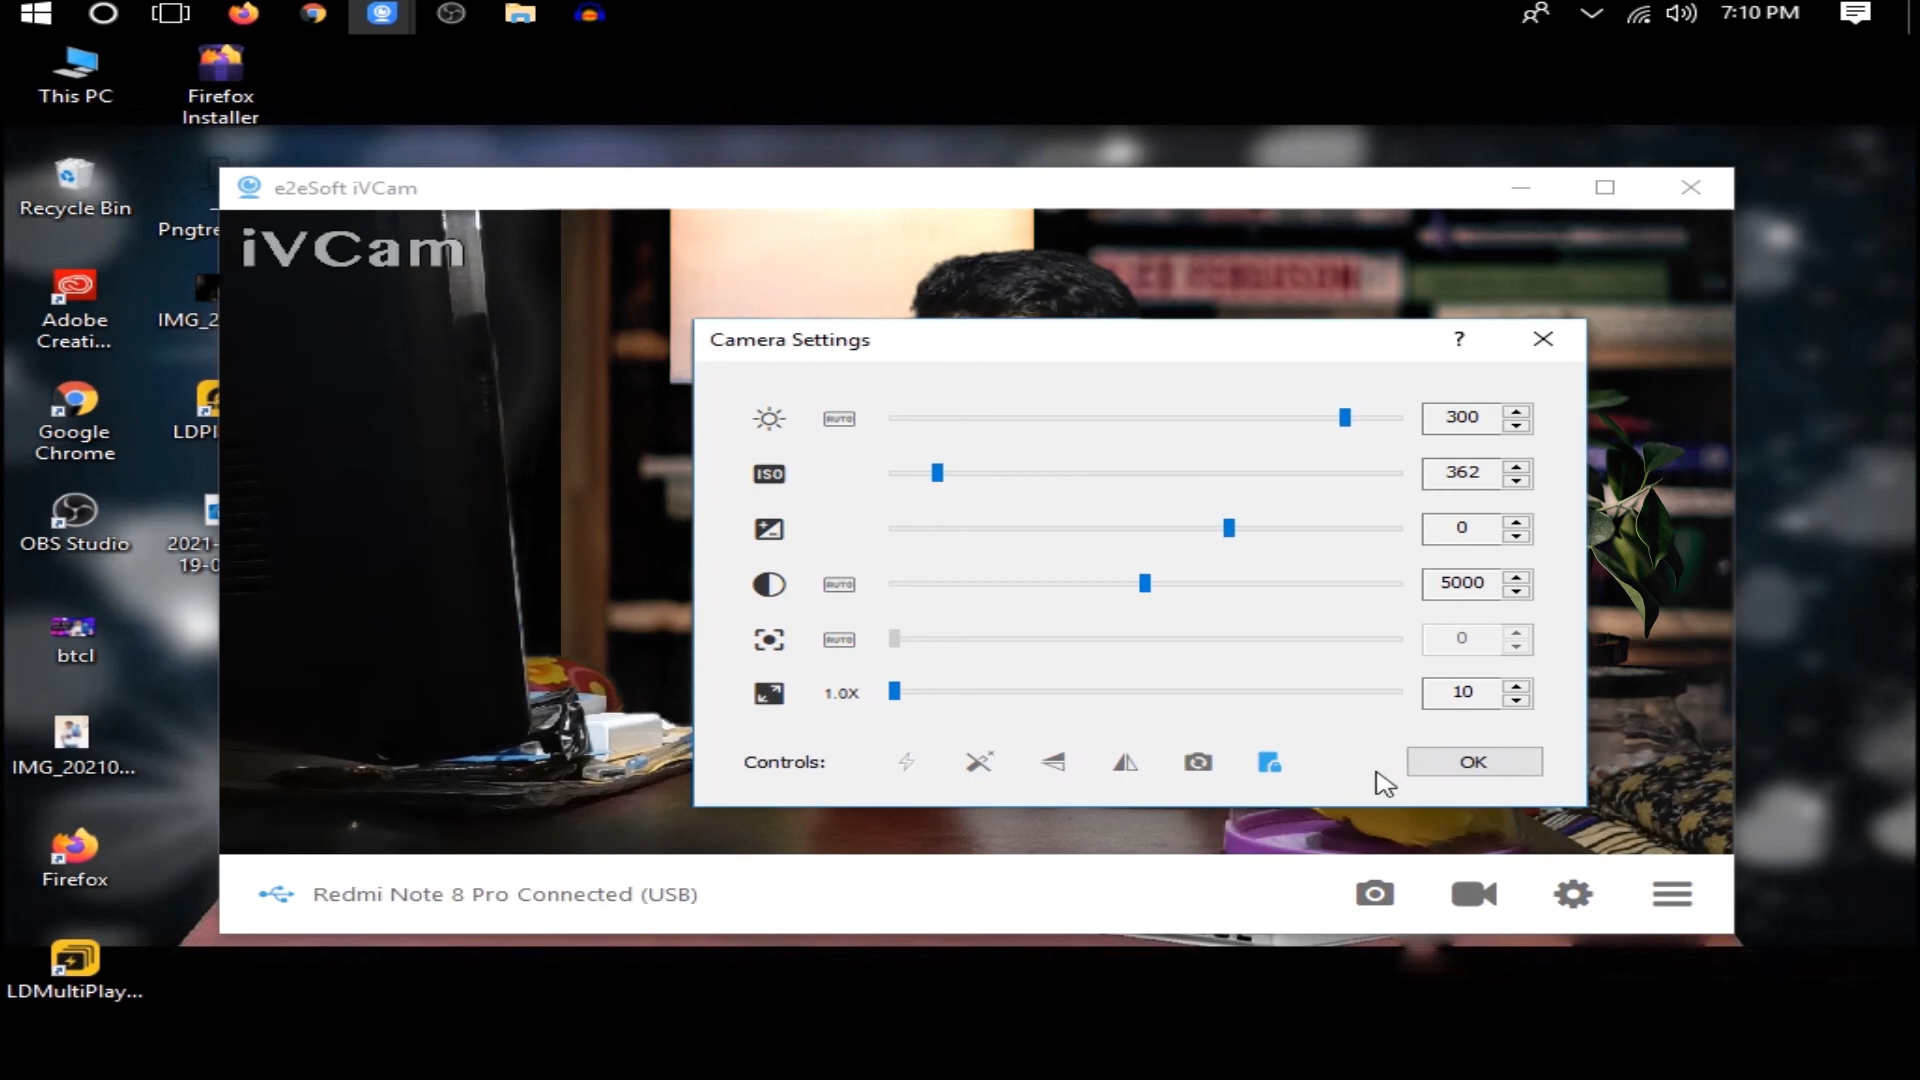 7:10 PM
This PC
Firefox
Installer
Recycle Bin
Pngtre
Adobe
Creati...
IMG_2
Google
Chrome
LDPl
OBS Studio
2021-
19-0
btcl
IMG_20210...
Firefox
LDMultiPlay...
e2eSoft iVCam
iVCam
Camera Settings
?
AUTO
300
ISO
362
0
AUTO
5000
AUTO
0
1.0X
10
Controls:
OK
Redmi Note 8 Pro Connected (USB)